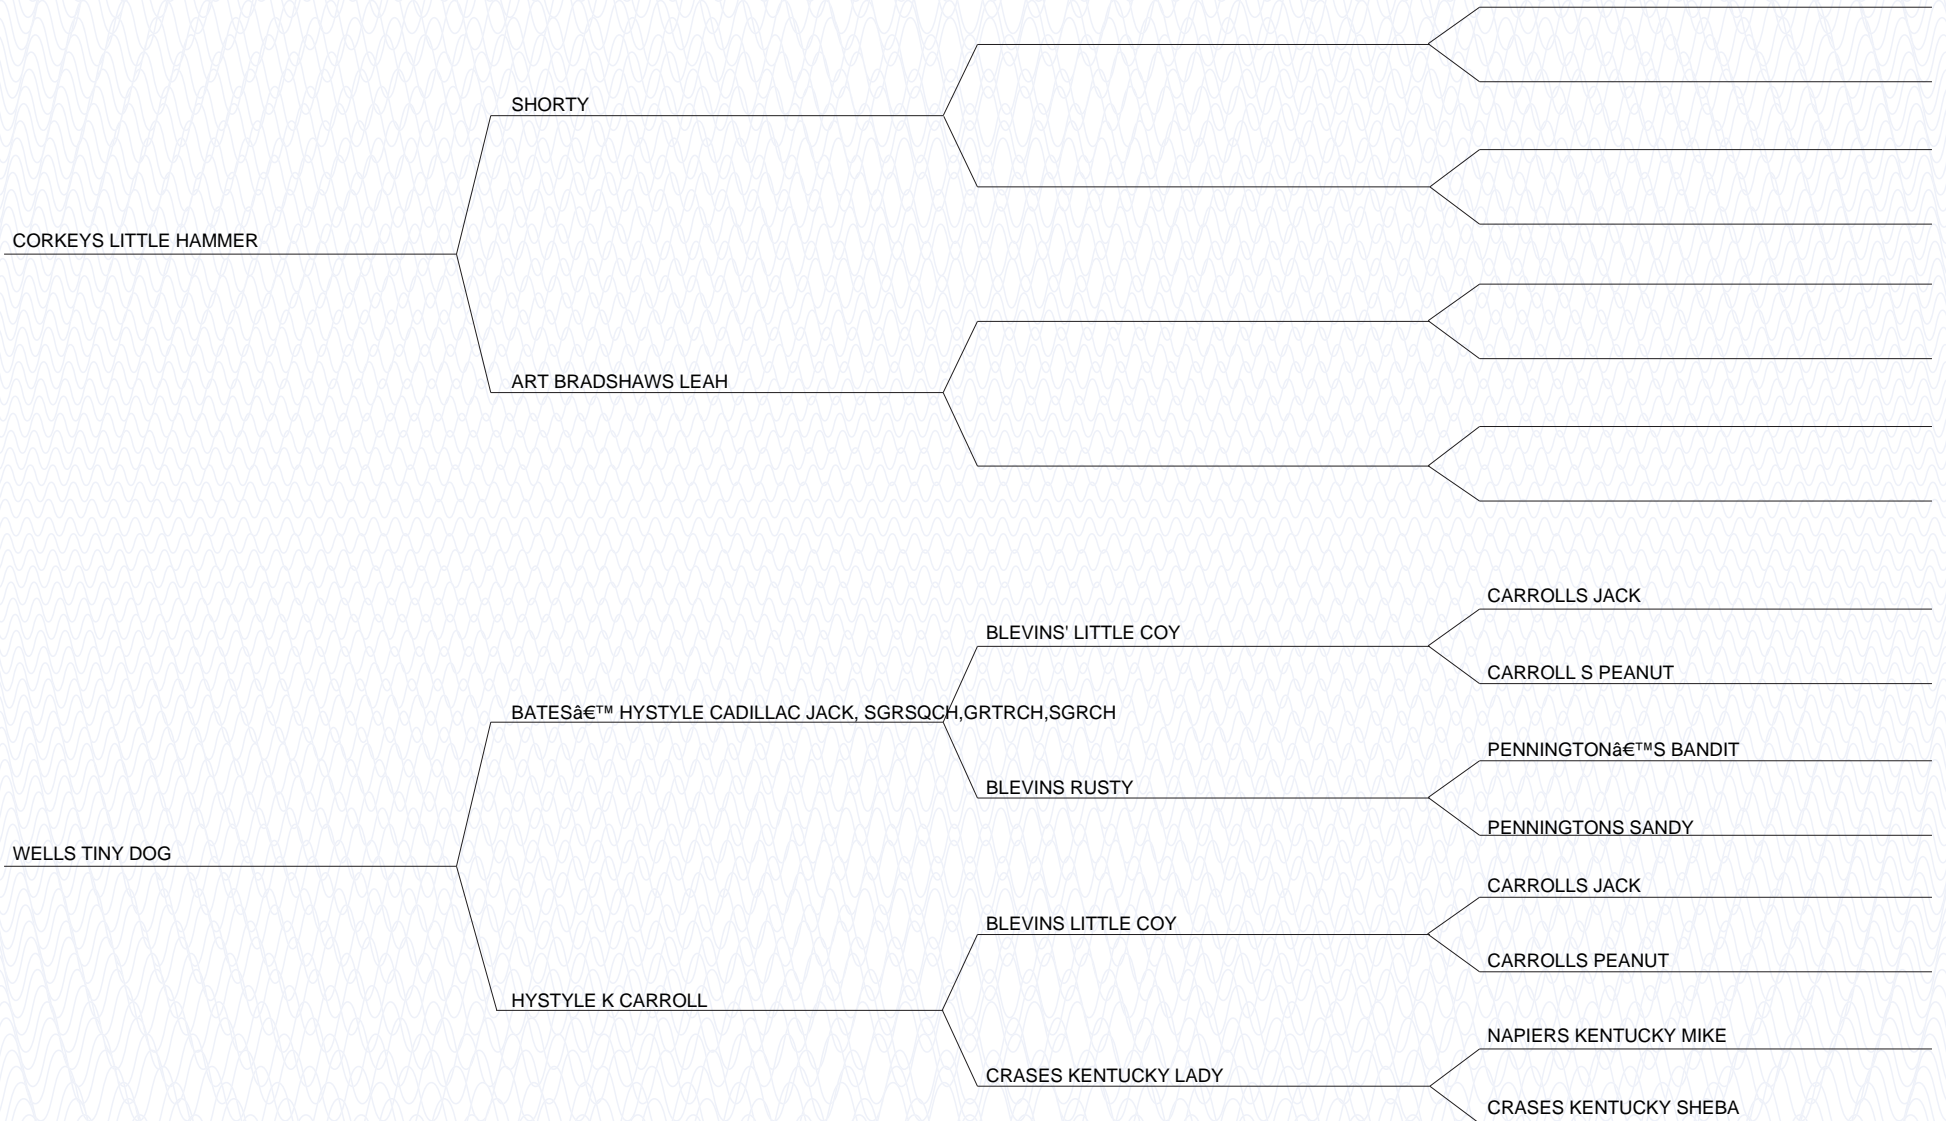 SHORTY
CORKEYS LITTLE HAMMER
ART BRADSHAWS LEAH
CARROLLS JACK
BLEVINS' LITTLE COY
CARROLL S PEANUT
BATESâ€™ HYSTYLE CADILLAC JACK, SGRSQCH,GRTRCH,SGRCH
PENNINGTONâ€™S BANDIT
BLEVINS RUSTY
PENNINGTONS SANDY
WELLS TINY DOG
CARROLLS JACK
BLEVINS LITTLE COY
CARROLLS PEANUT
HYSTYLE K CARROLL
NAPIERS KENTUCKY MIKE
CRASES KENTUCKY LADY
CRASES KENTUCKY SHEBA